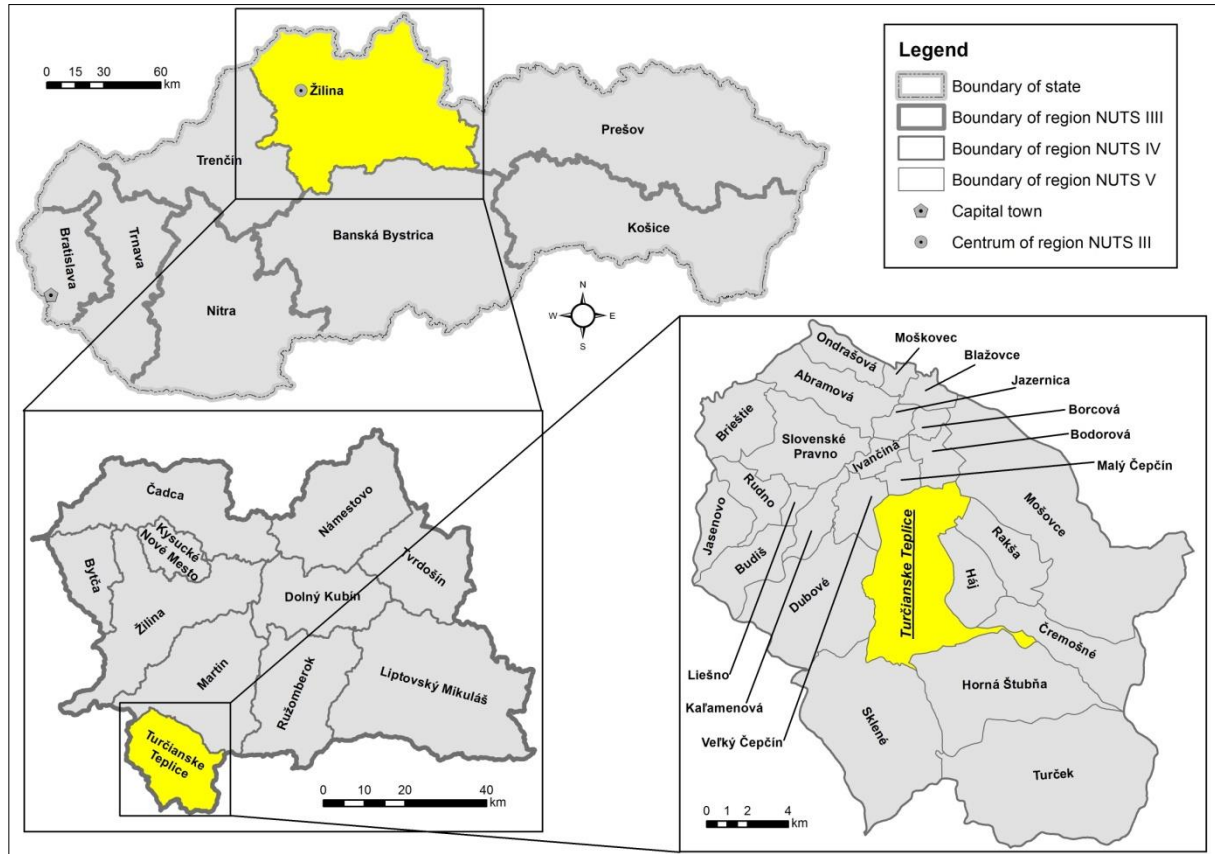 0 15 30 60
km
Žilina
Prešov
Trenčín
Košice
Banská Bystrica
Bratislava
Trnava
Nitra
N
W E
S
Legend
Boundary of state
Boundary of region NUTS IIII
Boundary of region NUTS IV
Boundary of region NUTS V
Capital town
Centrum of region NUTS III
Čadca
Námestovo
Kysucké
Nové Mesto
Bytča
Tvrdošín
Dolný Kubín
Žilina
Martin
Ružomberok
Liptovský Mikuláš
Turčianske
Teplice
0 20 40
km
Ondrašová
Moškovec
Blažovce
Abramová
Jazernica
Brieštie
Borcová
Slovenské
Pravno
Bodorová
Ivančiná
Malý Čepčín
Rudno
Jasenovo
Mošovce
Budiš
Rakša
Turčianske Teplice
Háj
Dubové
Čremošné
Liešno
Horná Štubňa
Kaľamenová
Sklené
Veľký Čepčín
Turček
0 1 2 4
km